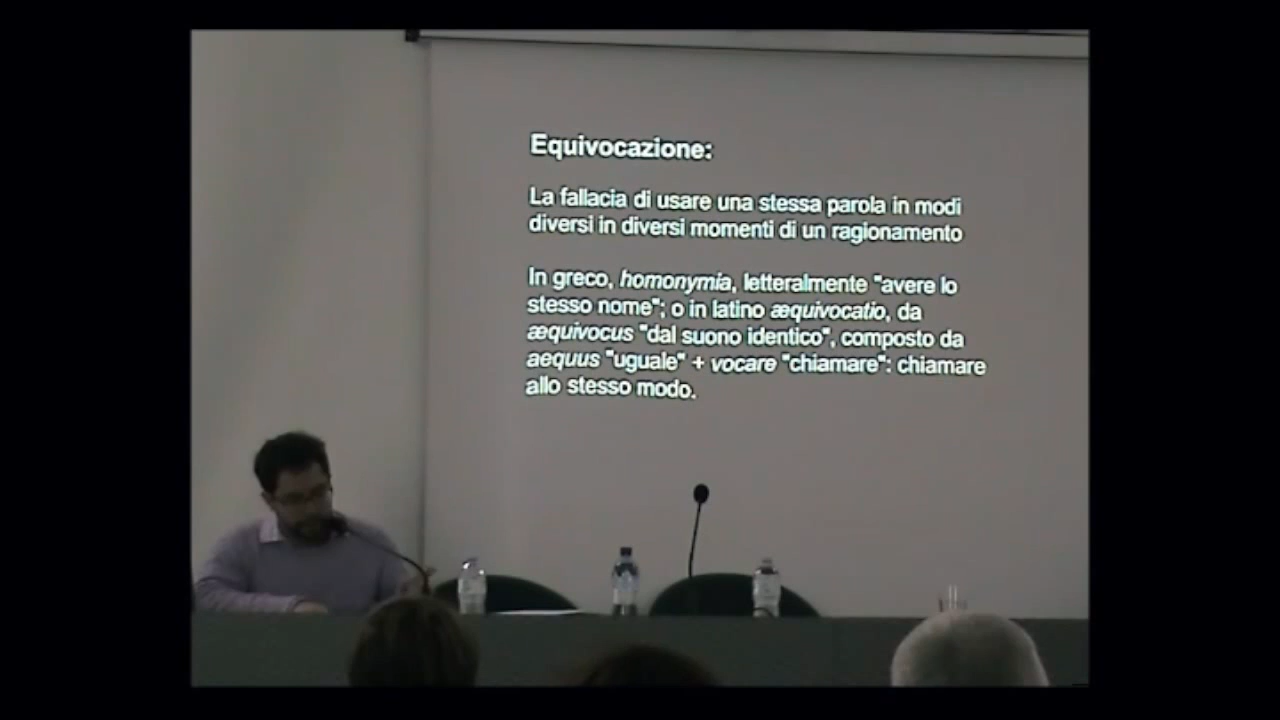 Equivocazione:
La fallacia di usare una stessa parola in modi
diversi in diversi momenti di un ragionamento
In greco, homonymia, letteralmente "avere lo
stesso nome"; o in latino æquivocatio, da
æquivocus "dal suono identico", composto da
aequus "uguale" + vocare "chiamare": chiamare
allo stesso modo.